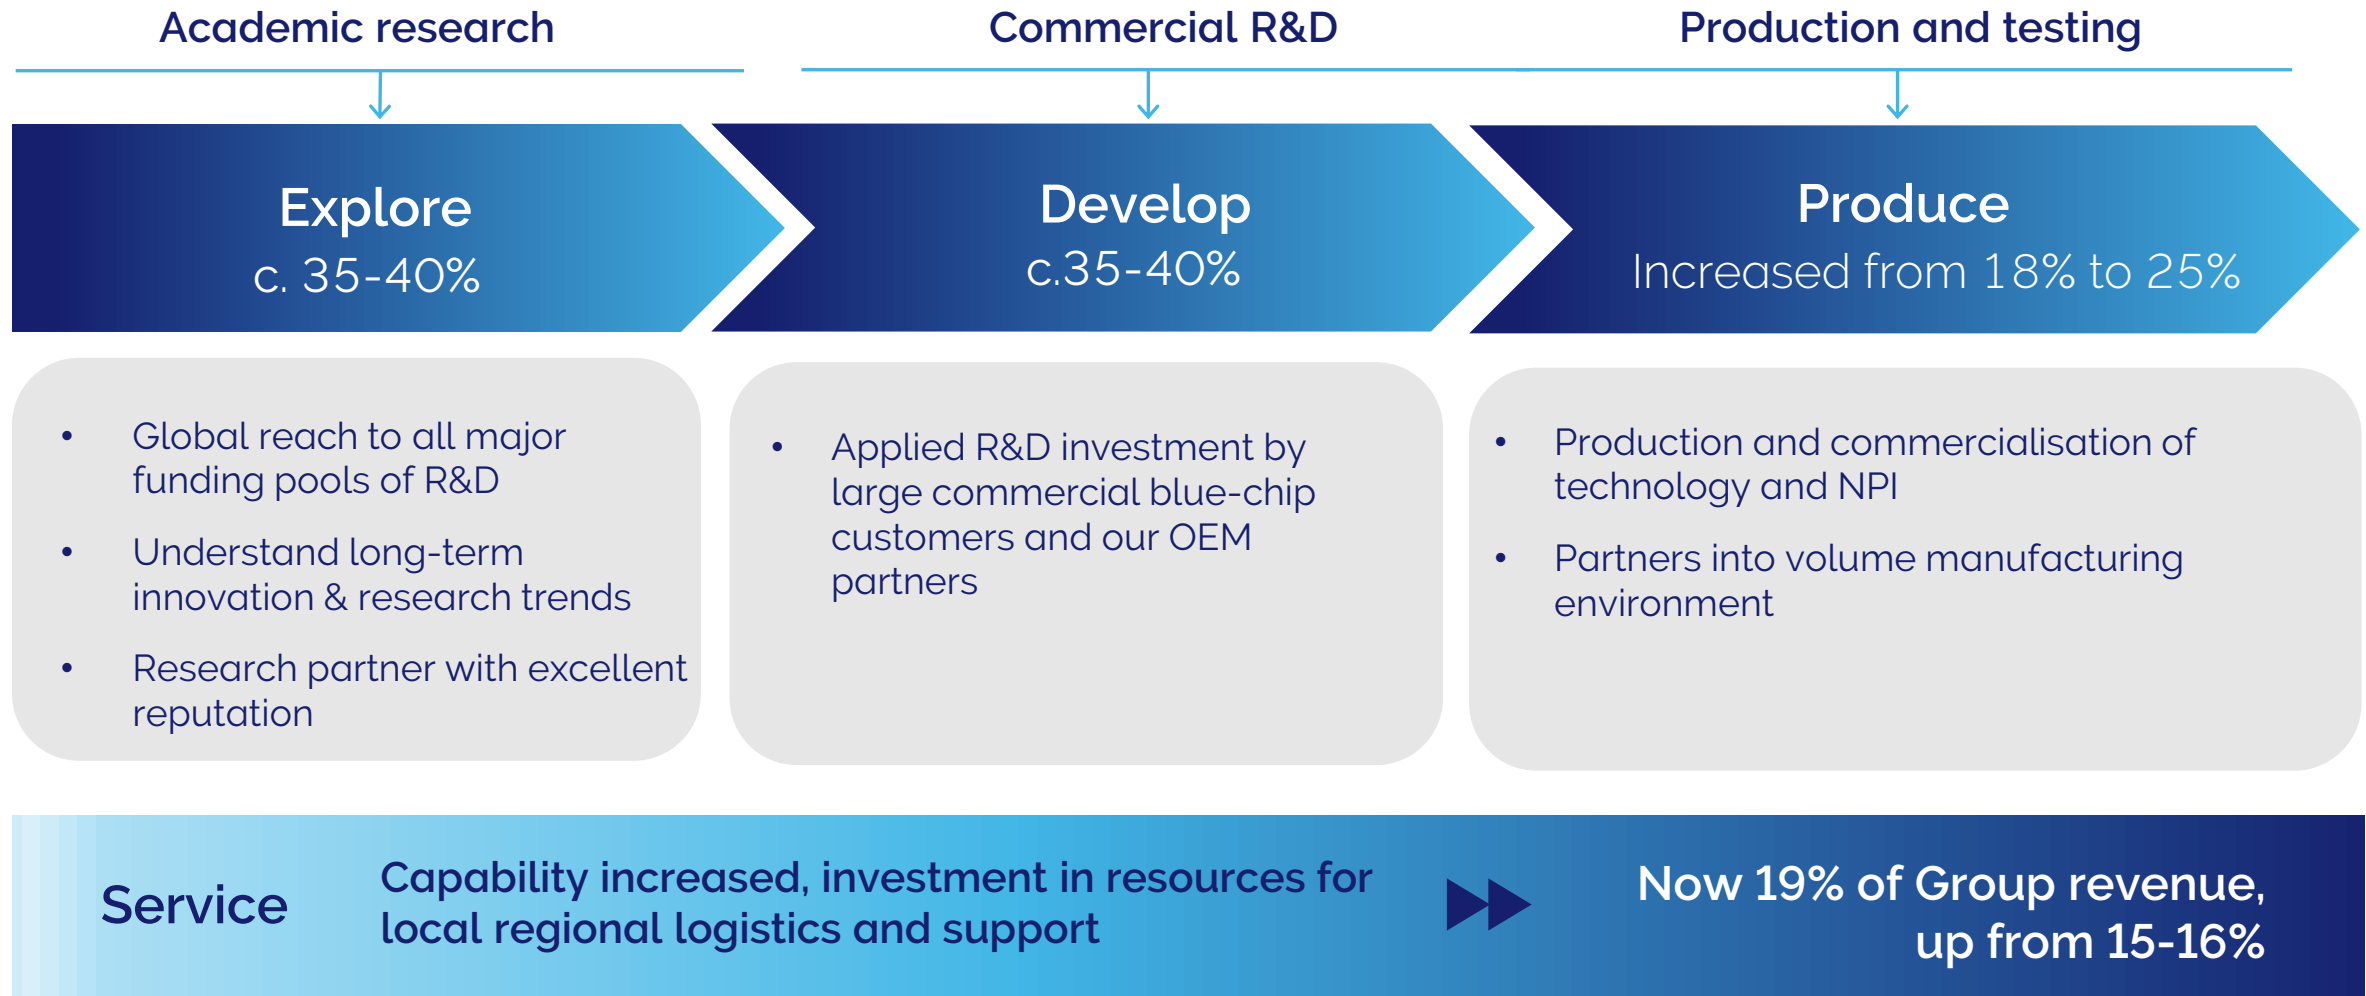 Academic research
Commercial R&D
Production and testing
Explore
c. 35-40%
Develop
c.35-40%
Produce
Increased from 18% to 25%
• Global reach to all major
funding pools of R&D
• Understand long-term
innovation & research trends
• Research partner with excellent
reputation
• Applied R&D investment by
large commercial blue-chip
customers and our OEM
partners
• Production and commercialisation of
technology and NPI
• Partners into volume manufacturing
environment
Service
Capability increased, investment in resources for
local regional logistics and support
Now 19% of Group revenue,
up from 15-16%